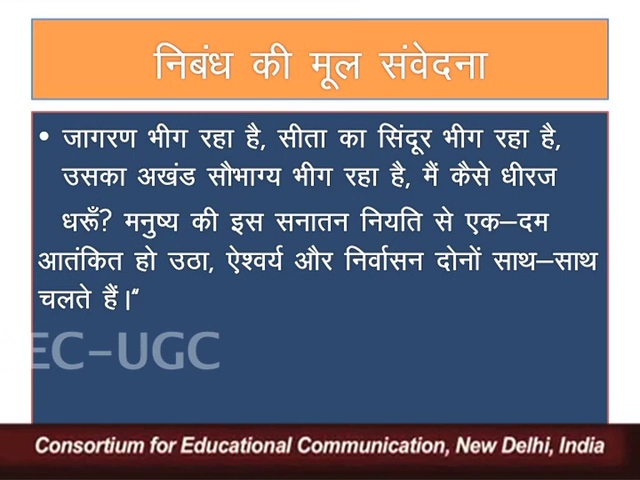 निबंध की मूल संवेदना
• जागरण भीग रहा है, सीता का सिंदूर भीग रहा है,
उसका अखंड सौभाग्य भीग रहा है, मैं कैसे धीरज
धरूँ? मनुष्य की इस सनातन नियति से एक–दम
आतंकित हो उठा, ऐश्वर्य और निर्वासन दोनों साथ–साथ
चलते हैं।“
EC–UGC
Consortium for Educational Communication, New Delhi, India